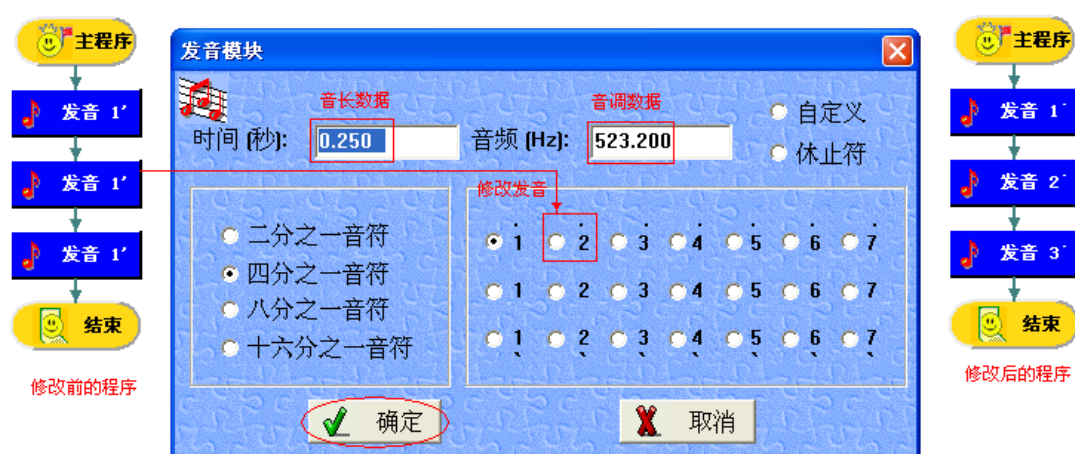 主程序
发音 1′
发音 1′
发音 1′
结束
修改前的程序
发音模块
音长数据
音调数据
时间 (秓): 0.250 音频 (Hz): 523.200
自定义
休止符
二分之一音符
四分之一音符
八分之一音符
十六分之一音符
修改发音
1 2 3 4 5 6 7
1 2 3 4 5 6 7
1 2 3 4 5 6 7
确定
取消
主程序
发音 1˙
发音 2˙
发音 3˙
结束
修改后的程序